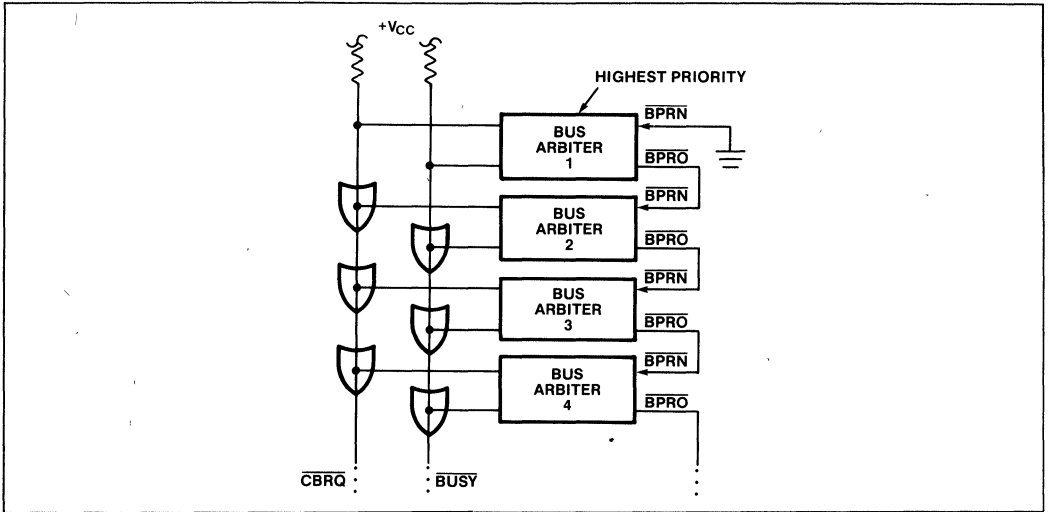 +VCC
HIGHEST PRIORITY
BUS
ARBITER
1
BPRN
BPRO
BUS
ARBITER
2
BPRN
BPRO
BUS
ARBITER
3
BPRN
BPRO
BUS
ARBITER
4
BPRN
BPRO
CBRQ
BUSY